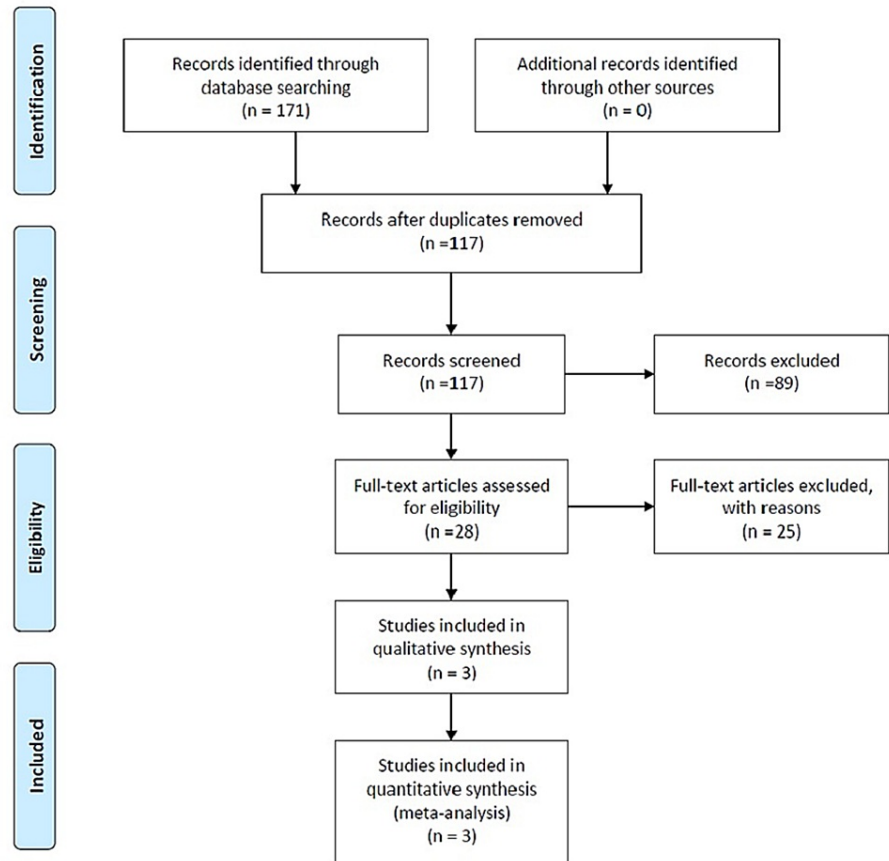 Identification
Records identified through
database searching
(n = 171)
Additional records identified
through other sources
(n = 0)
Records after duplicates removed
(n =117)
Screening
Records screened
(n =117)
Records excluded
(n =89)
Eligibility
Full-text articles assessed
for eligibility
(n =28)
Full-text articles excluded,
with reasons
(n = 25)
Studies included in
qualitative synthesis
(n = 3)
Included
Studies included in
quantitative synthesis
(meta-analysis)
(n = 3)